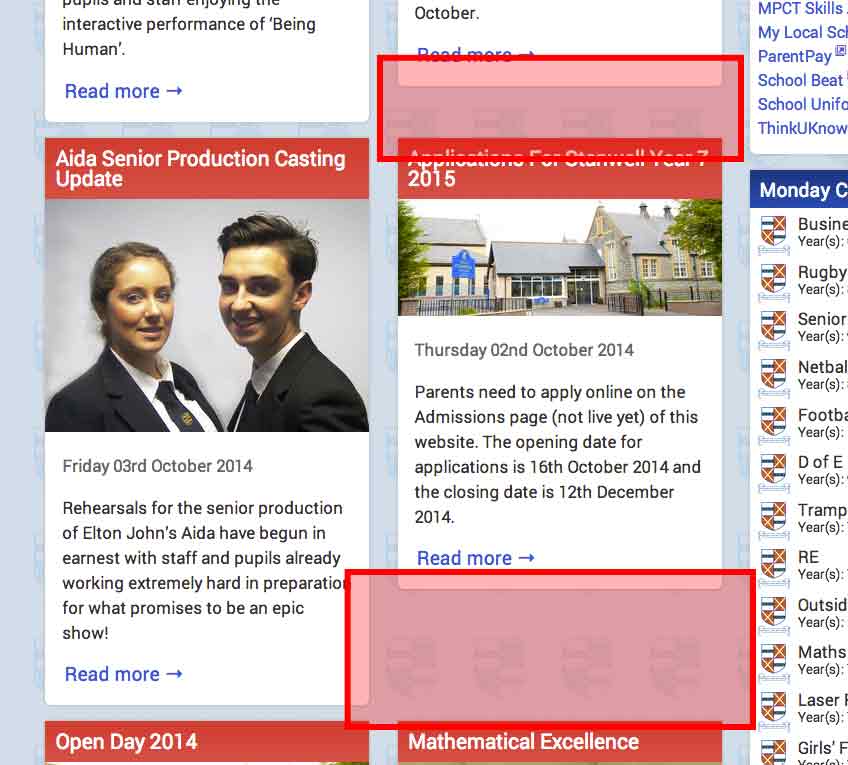 pupils and staff enjoying the
interactive performance of ‘Being
Human’.
Read more →
Aida Senior Production Casting
Update
Friday 03rd October 2014
Rehearsals for the senior production
of Elton John’s Aida have begun in
earnest with staff and pupils already
working extremely hard in preparation
for what promises to be an epic
show!
Read more →
Open Day 2014
October.
Read more →
Applications For Stanwell Year 7
2015
Thursday 02nd October 2014
Parents need to apply online on the
Admissions page (not live yet) of this
website. The opening date for
applications is 16th October 2014 and
the closing date is 12th December
2014.
Read more →
Mathematical Excellence
MPCT Skills
My Local Sch
ParentPay
School Beat
School Unifo
ThinkUKnow
Monday C
Busine
Year(s):
Rugby
Year(s):
Senior
Year(s):
Netbal
Year(s):
Footba
Year(s):
D of E
Year(s):
Tramp
Year(s):
RE
Year(s):
Outsid
Year(s):
Maths
Year(s):
Laser F
Year(s):
Girls’ F